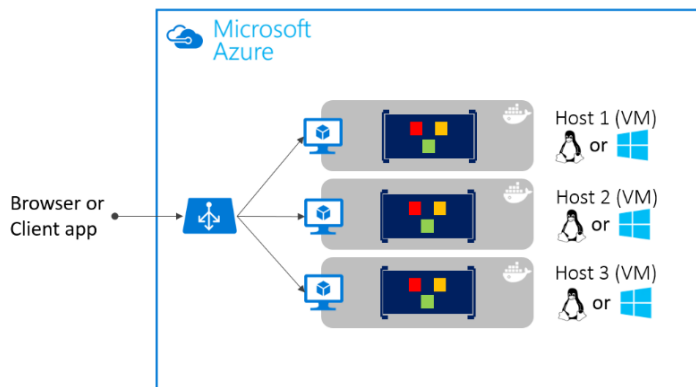 Microsoft
Azure
Host 1 (VM)
or
Host 2 (VM)
or
Browser or
Client app
Host 3 (VM)
or